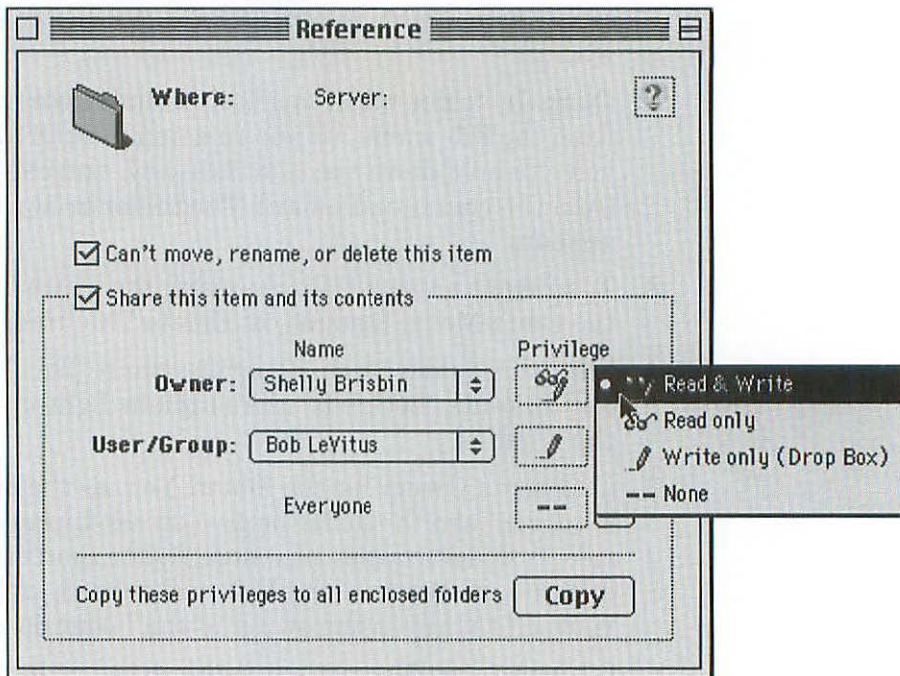 Reference
Where: Server:
?
Can't move, rename, or delete this item
Share this item and its contents
Name Privilege
Owner: Shelly Brisbin
Read & Write
Read only
User/Group: Bob LeVitus
Write only (Drop Box)
None
Everyone
Copy these privileges to all enclosed folders Copy